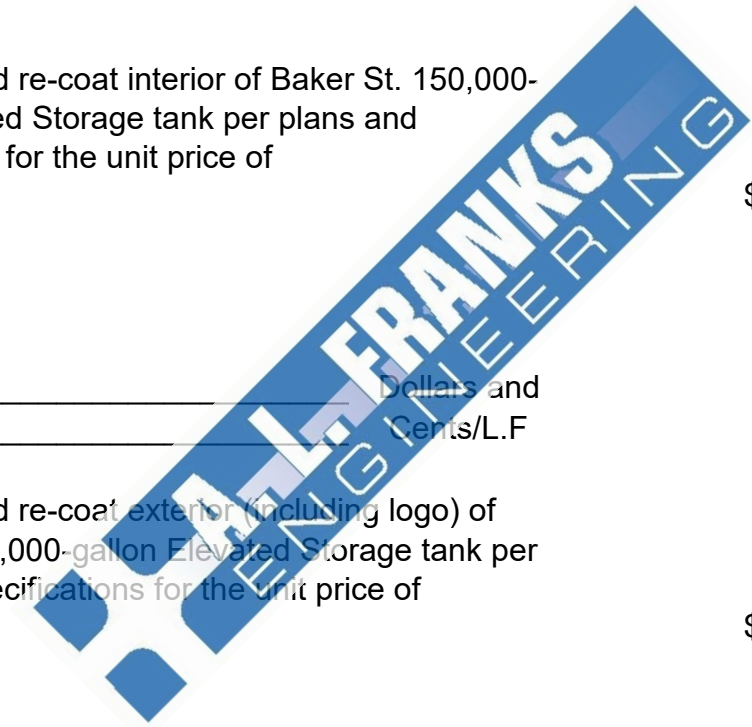 d re-coat interior of Baker St. 150,000-
ed Storage tank per plans and
for the unit price of
$
Dollars and
Cents/L.F
d re-coat exterior (including logo) of
,000-gallon Elevated Storage tank per
ecifications for the unit price of
$
A. L. FRANKS
ENGINEERING